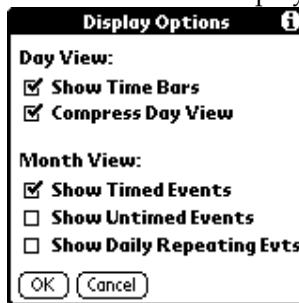 Display Options
Day View:
Show Time Bars
Compress Day View
Month View:
Show Timed Events
Show Untimed Events
Show Daily Repeating Evts
OK Cancel